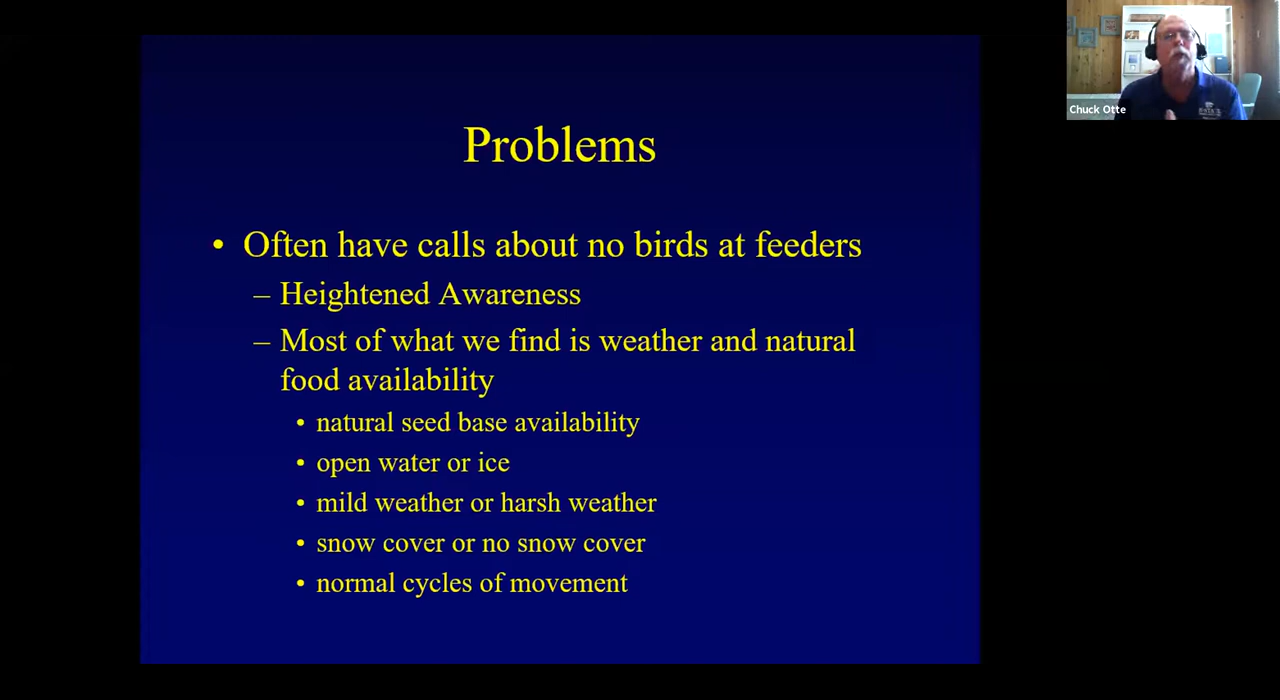 Problems
• Often have calls about no birds at feeders
– Heightened Awareness
– Most of what we find is weather and natural
food availability
• natural seed base availability
• open water or ice
• mild weather or harsh weather
• snow cover or no snow cover
• normal cycles of movement
Chuck Otte